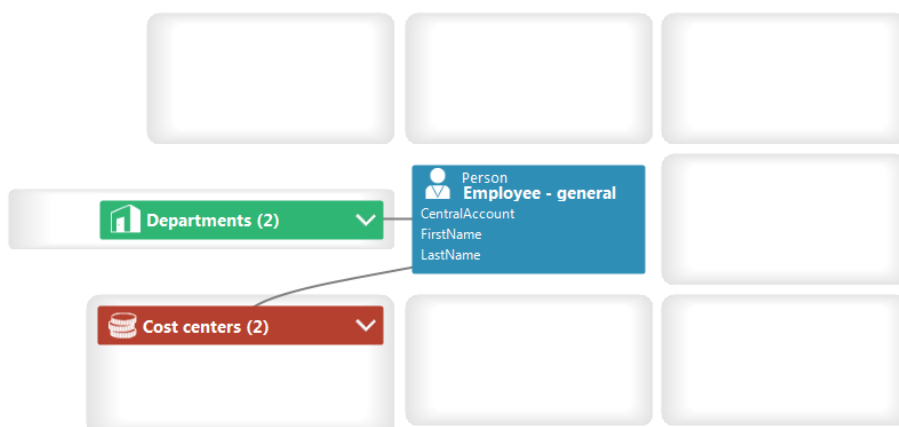 Person
Employee - general
CentralAccount
FirstName
LastName
Departments (2)
Cost centers (2)